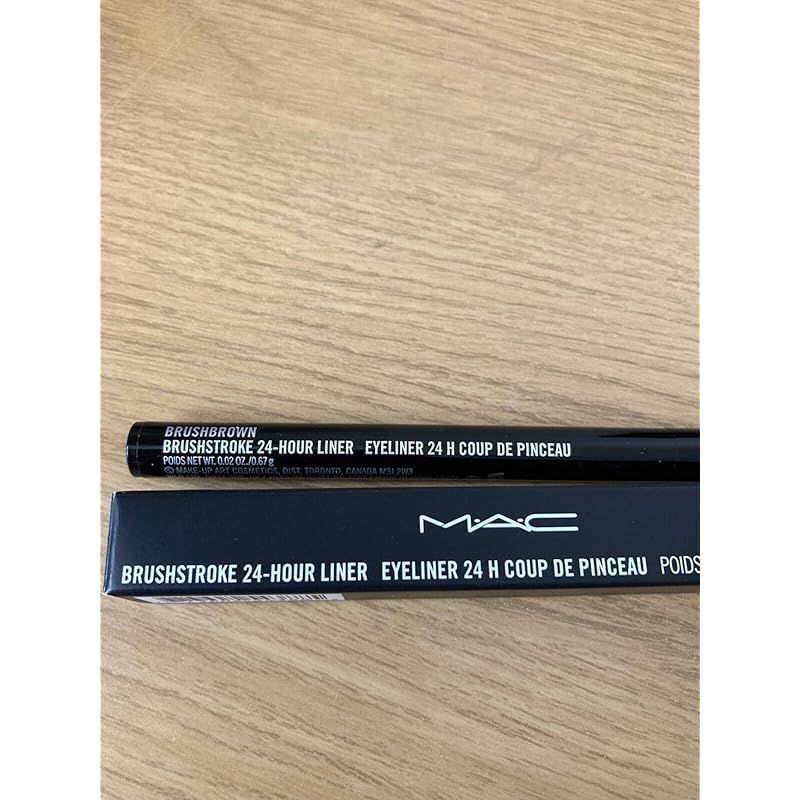 BRUSHBROWN
BRUSHSTROKE 24-HOUR LINER EYELINER 24 H COUP DE PINCEAU
POIDS NET WT. 0.02 OZ./0.67 g
© MAKE-UP ART COSMETICS, DIST. TORONTO, CANADA M3J 2W3
M·A·C
BRUSHSTROKE 24-HOUR LINER EYELINER 24 H COUP DE PINCEAU POIDS